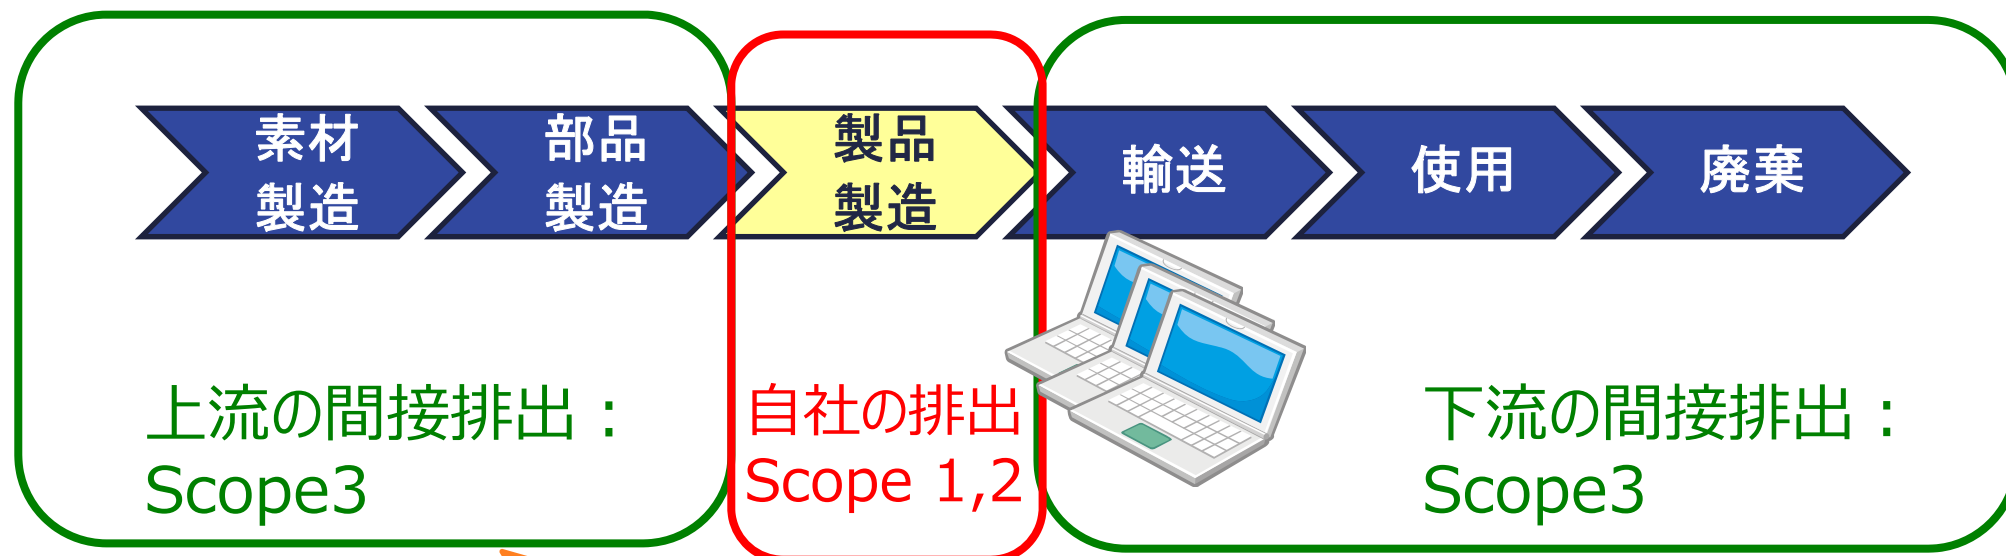 素材
製造
部品
製造
製品
製造
輸送
使用
廃棄
上流の間接排出：
Scope3
自社の排出
Scope 1,2
下流の間接排出：
Scope3